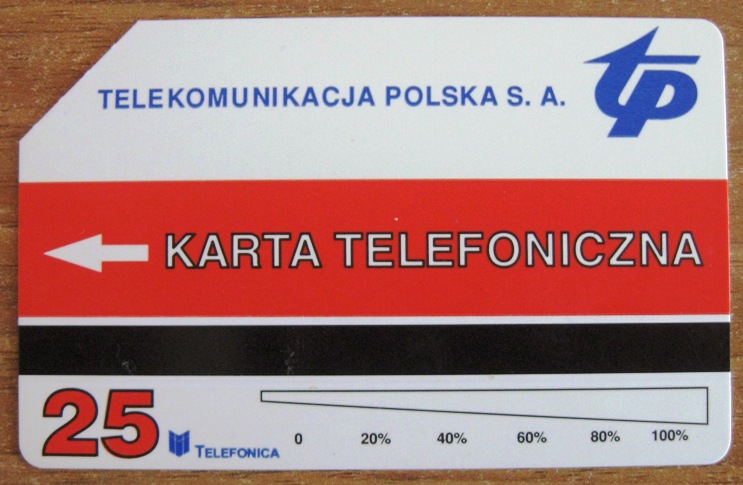 TELEKOMUNIKACJA POLSKA S. A.
tp
KARTA TELEFONICZNA
25
TELEFONICA
0 20% 40% 60% 80% 100%